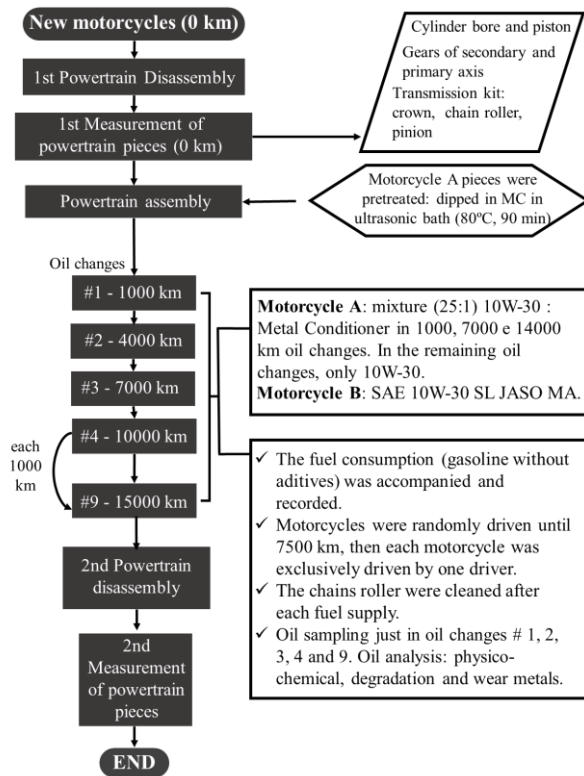 New motorcycles (0 km)
1st Powertrain Disassembly
1st Measurement of
powertrain pieces (0 km)
Cylinder bore and piston
Gears of secondary and
primary axis
Transmission kit:
crown, chain roller,
pinion
Powertrain assembly
Motorcycle A pieces were
pretreated: dipped in MC in
ultrasonic bath (80ºC, 90 min)
Oil changes
#1 - 1000 km
#2 - 4000 km
#3 - 7000 km
#4 - 10000 km
each
1000
km
#9 - 15000 km
Motorcycle A: mixture (25:1) 10W-30 :
Metal Conditioner in 1000, 7000 e 14000
km oil changes. In the remaining oil
changes, only 10W-30.
Motorcycle B: SAE 10W-30 SL JASO MA.
✓ The fuel consumption (gasoline without
aditives) was accompanied and
recorded.
✓ Motorcycles were randomly driven until
7500 km, then each motorcycle was
exclusively driven by one driver.
✓ The chains roller were cleaned after
each fuel supply.
✓ Oil sampling just in oil changes # 1, 2,
3, 4 and 9. Oil analysis: physico-
chemical, degradation and wear metals.
2nd Powertrain
disassembly
2nd
Measurement
of powertrain
pieces
END